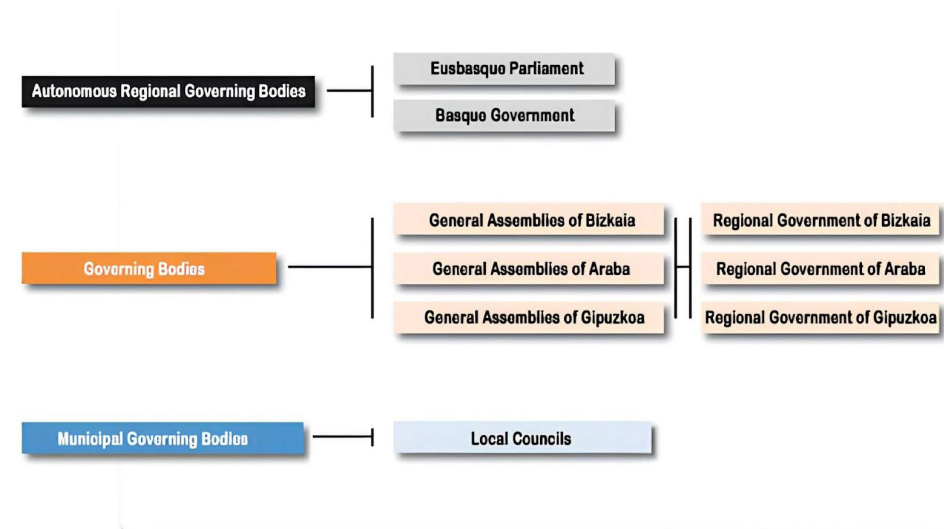 Autonomous Regional Governing Bodies
Eusbasque Parliament
Basque Government
Governing Bodies
General Assemblies of Bizkaia
Regional Government of Bizkaia
General Assemblies of Araba
Regional Government of Araba
General Assemblies of Gipuzkoa
Regional Government of Gipuzkoa
Municipal Governing Bodies
Local Councils